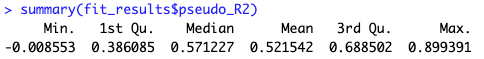 > summary(fit_results$pseudo_R2)
     Min.   1st Qu.    Median      Mean   3rd Qu.      Max.
-0.008553  0.386085  0.571227  0.521542  0.688502  0.899391